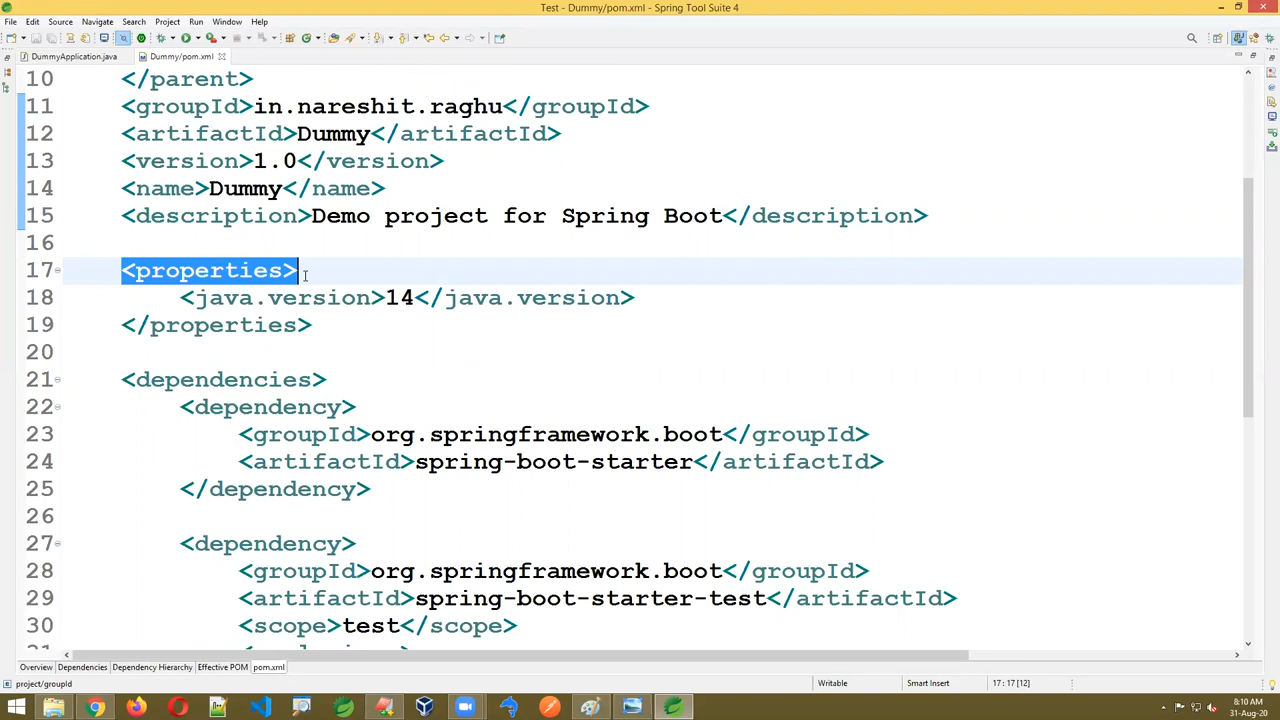 Test - Dummy/pom.xml - Spring Tool Suite 4
File Edit Source Navigate Search Project Run Window Help
DummyApplication.java Dummy/pom.xml
10 </parent>
11 <groupId>in.nareshit.raghu</groupId>
12 <artifactId>Dummy</artifactId>
13 <version>1.0</version>
14 <name>Dummy</name>
15 <description>Demo project for Spring Boot</description>
16
17 <properties>
18 <java.version>14</java.version>
19 </properties>
20
21 <dependencies>
22 <dependency>
23 <groupId>org.springframework.boot</groupId>
24 <artifactId>spring-boot-starter</artifactId>
25 </dependency>
26
27 <dependency>
28 <groupId>org.springframework.boot</groupId>
29 <artifactId>spring-boot-starter-test</artifactId>
30 <scope>test</scope>
Overview Dependencies Dependency Hierarchy Effective POM pom.xml
project/groupId Writable Smart Insert 17 : 17 [12]
8:10 AM
31-Aug-20